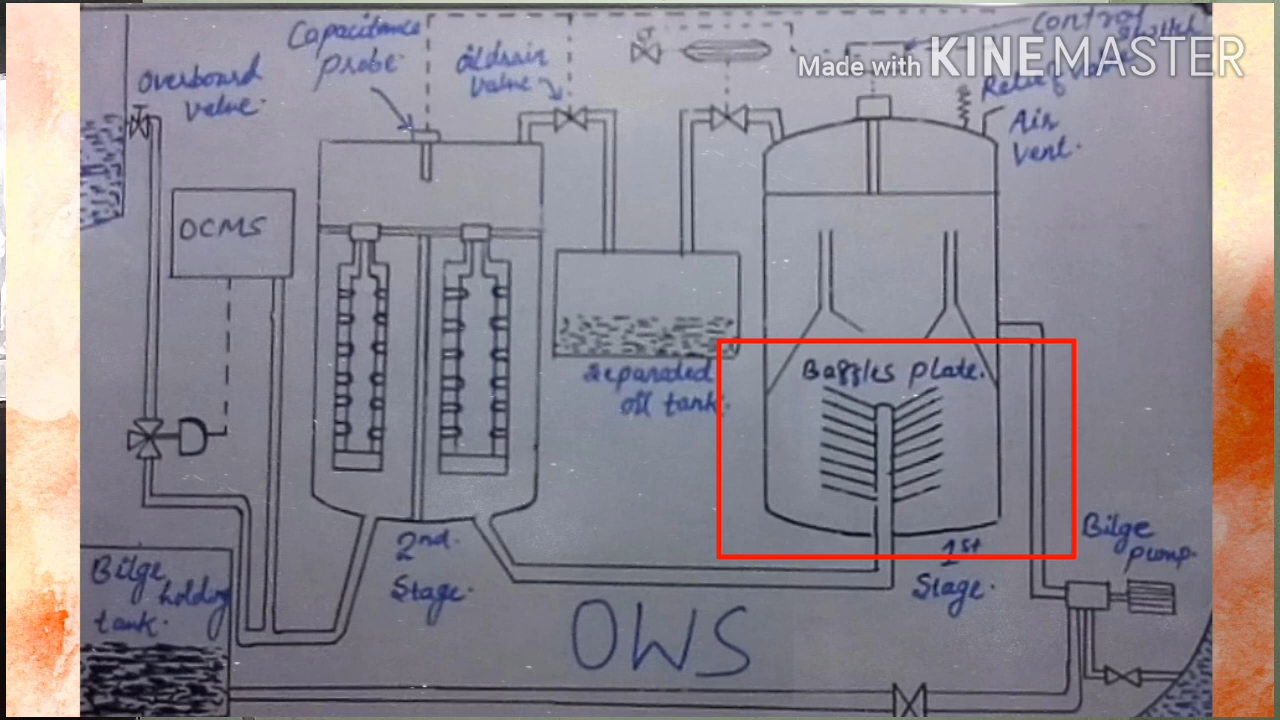 Capacitance
probe
Oil drain
valve
Control
Made with KINEMASTER
Relief valve
Air
vent.
Overboard
valve
OCMS
Separated
oil tank.
Baffles plate.
2nd.
Stage.
1st
Stage.
Bilge
pump.
Bilge
holding
tank.
OWS